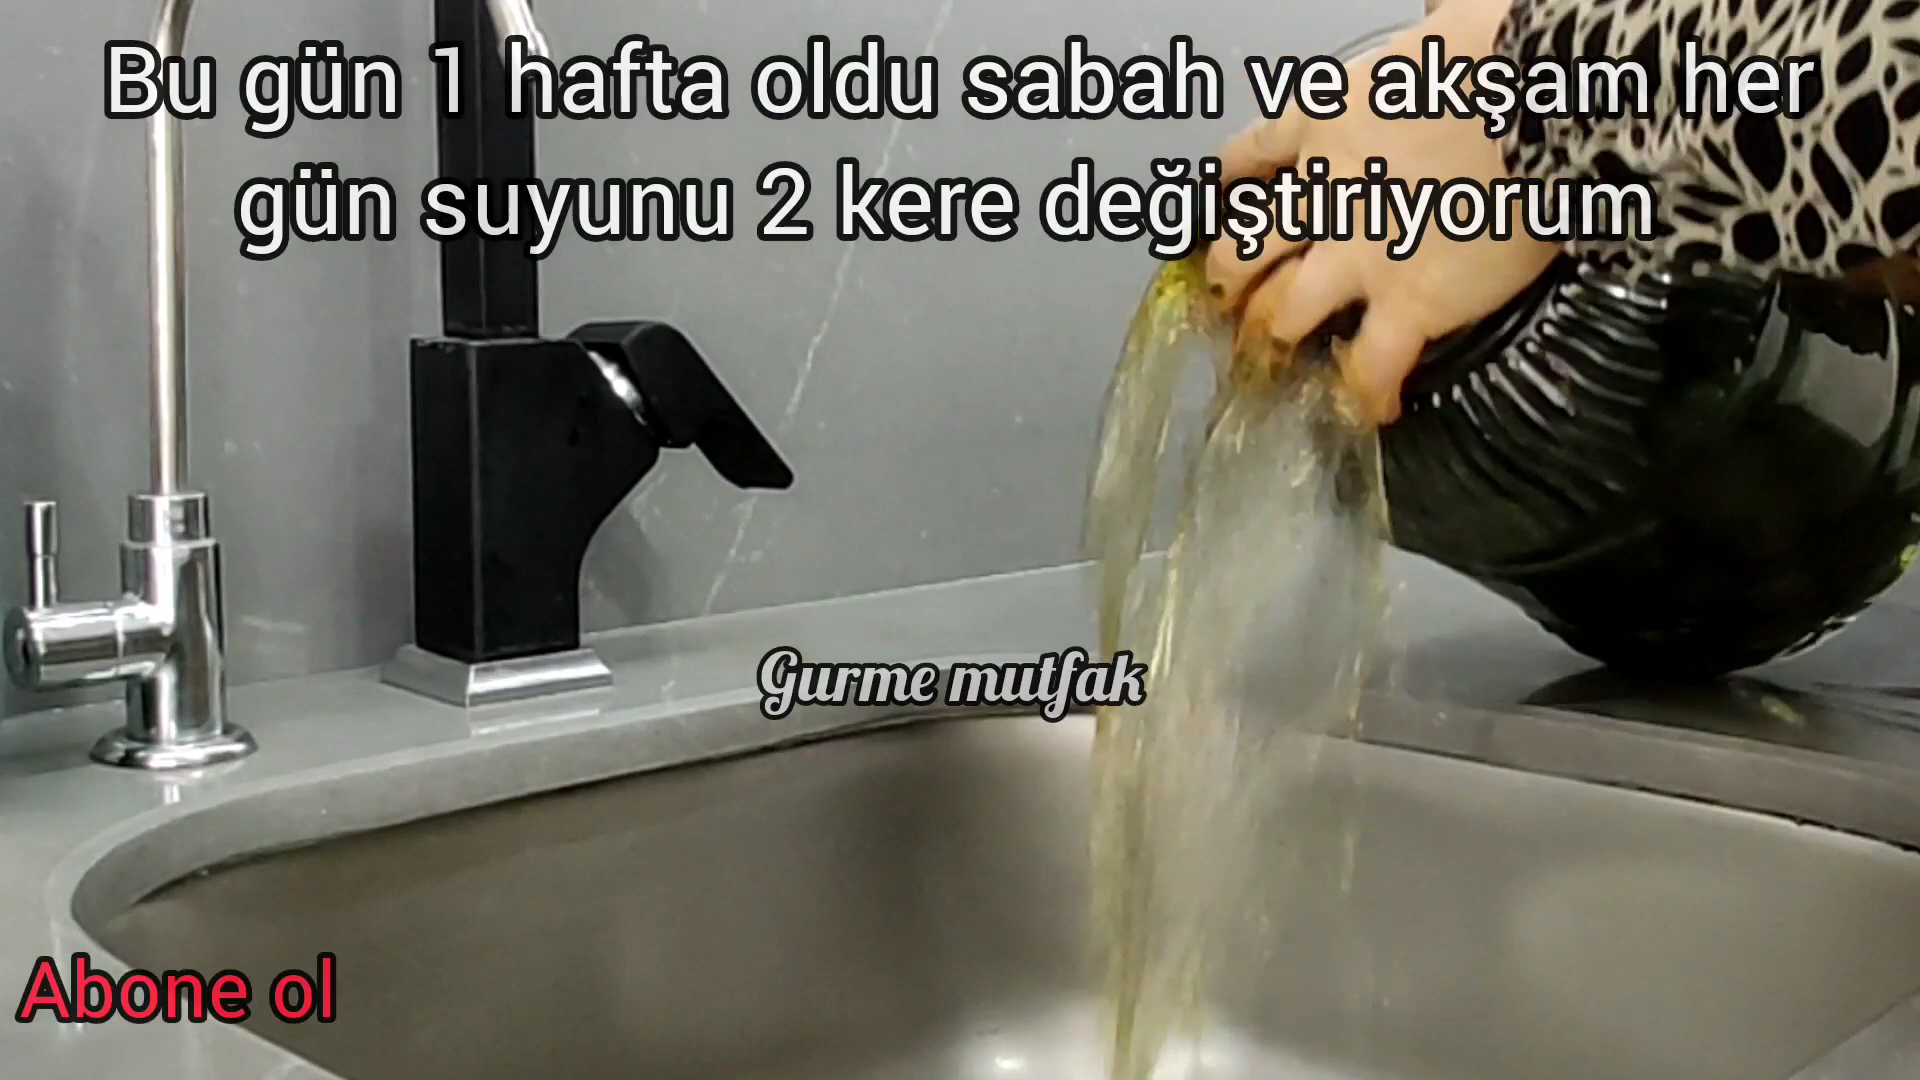 Bu gün 1 hafta oldu sabah ve akşam her
gün suyunu 2 kere değiştiriyorum
Gurme mutfak
Abone ol